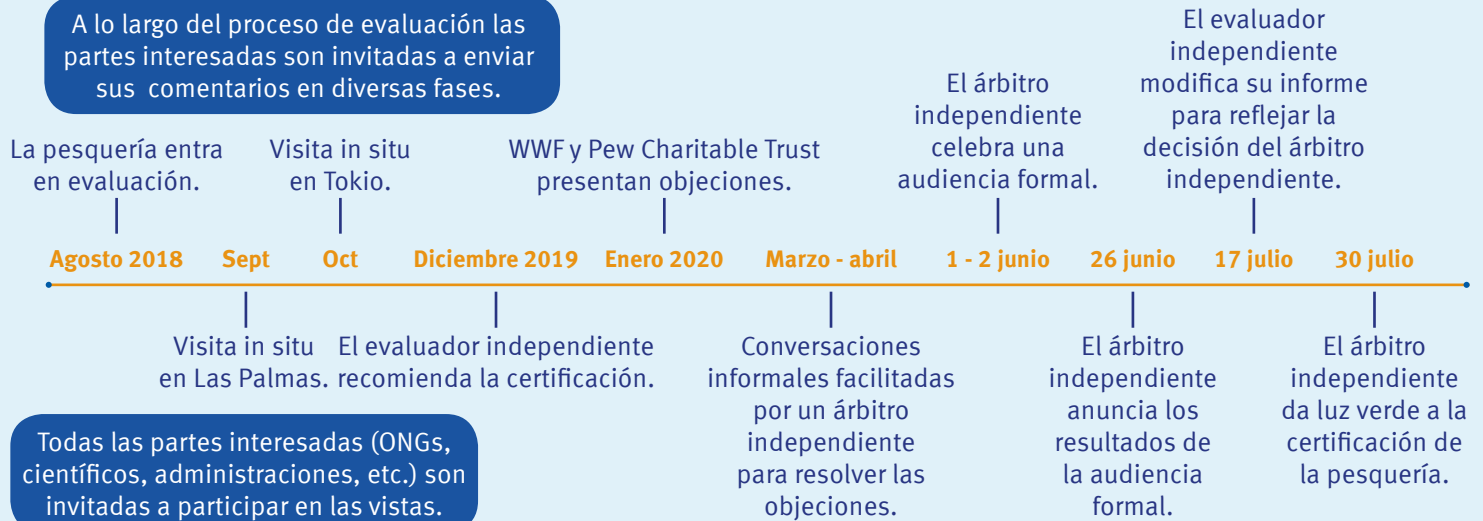 A lo largo del proceso de evaluación las
partes interesadas son invitadas a enviar
sus comentarios en diversas fases.
La pesquería entra
en evaluación.
Visita in situ
en Tokio.
WWF y Pew Charitable Trust
presentan objeciones.
El árbitro
independiente
celebra una
audiencia formal.
El evaluador
independiente
modifica su informe
para reflejar la
decisión del árbitro
independiente.
Agosto 2018 Sept Oct Diciembre 2019 Enero 2020 Marzo - abril 1 - 2 junio 26 junio 17 julio 30 julio
Visita in situ
en Las Palmas.
El evaluador independiente
recomienda la certificación.
Conversaciones
informales facilitadas
por un árbitro
independiente
para resolver las
objeciones.
El árbitro
independiente
anuncia los
resultados de
la audiencia
formal.
El árbitro
independiente
da luz verde a la
certificación de
la pesquería.
Todas las partes interesadas (ONGs,
científicos, administraciones, etc.) son
invitadas a participar en las vistas.